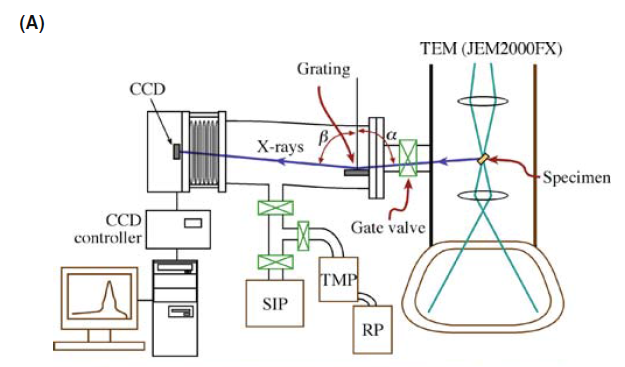 (A)
TEM (JEM2000FX)
Grating
CCD
β
α
X-rays
Specimen
Gate valve
CCD
controller
TMP
SIP
RP